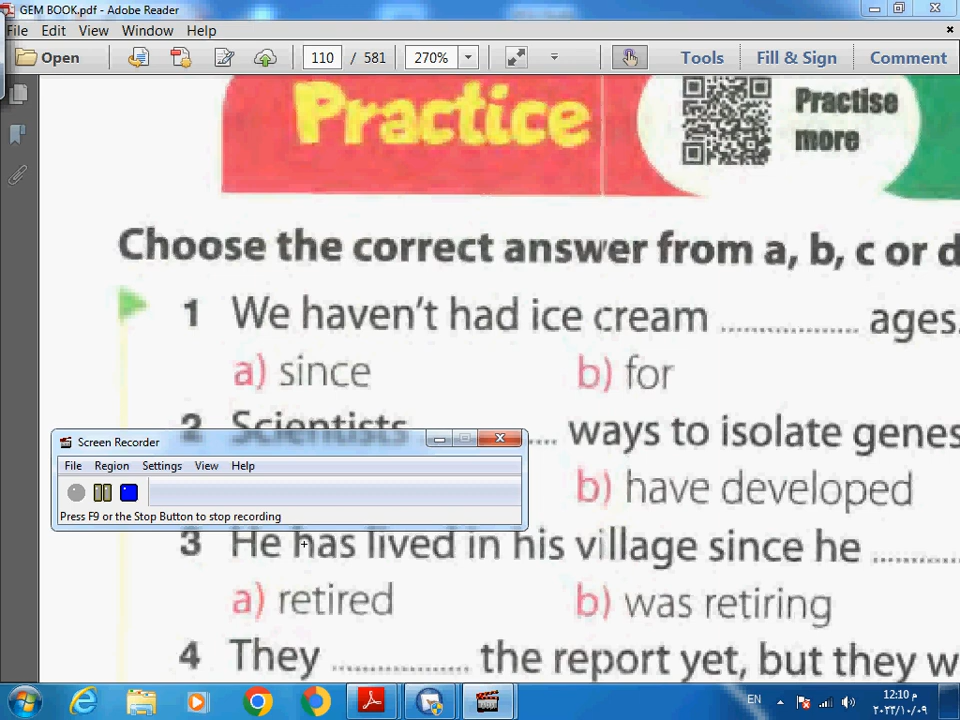 GEM BOOK.pdf - Adobe Reader
File Edit View Window Help
Open 110 / 581 270% Tools Fill & Sign Comment
Practice
Practise
more
Choose the correct answer from a, b, c or d
1 We haven't had ice cream ................ ages.
a) since b) for
2 Scientists .... ways to isolate genes
b) have developed
Screen Recorder
File Region Settings View Help
Press F9 or the Stop Button to stop recording
3 He has lived in his village since he ..........
a) retired b) was retiring
4 They ................ the report yet, but they w
EN 12:10 م
٢٠٢٣/١٠/٠٩